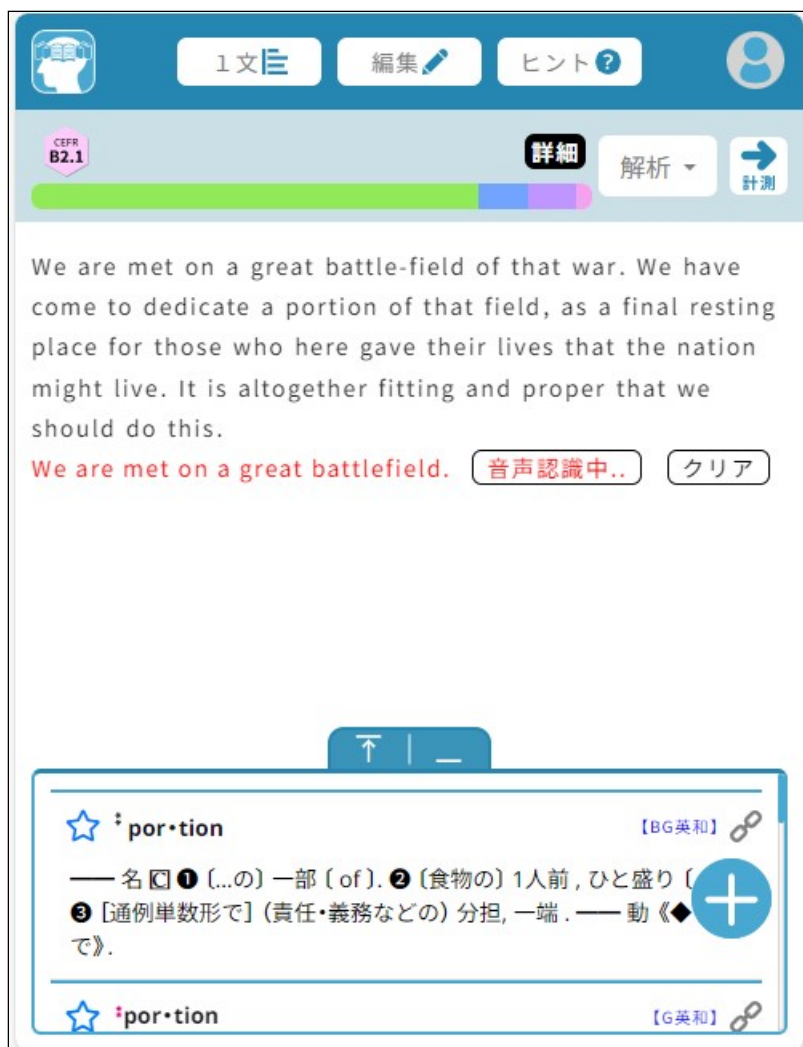 1文 編集 ヒント ?
CEFR
B2.1
詳細
解析
計測
We are met on a great battle-field of that war. We have
come to dedicate a portion of that field, as a final resting
place for those who here gave their lives that the nation
might live. It is altogether fitting and proper that we
should do this.
We are met on a great battlefield. 音声認識中.. クリア
por•tion 【BG英和】
—— 名 C ❶ 〔...の〕 一部 〔 of 〕. ❷ 〔食物の〕 1人前 , ひと盛り 〔
❸ [通例単数形で] (責任・義務などの) 分担, 一端 . —— 動 《◆
で》.
por•tion 【G英和】